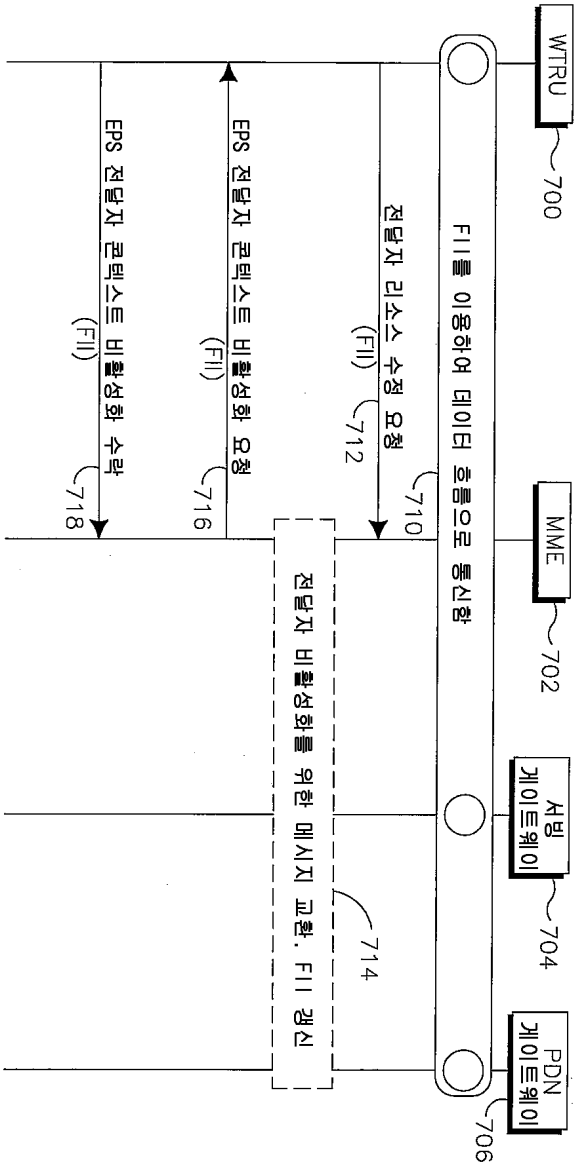 WTRU
700
MME
702
서빙
게이트웨이
704
PDN
게이트웨이
706
FII를 이용하여 데이터 흐름으로 통신함
710
전달자 리소스 수정 요청
(FII)
712
전달자 비활성화를 위한 메시지 교환. FII 갱신
714
EPS 전달자 콘텍스트 비활성화 요청
(FII)
716
EPS 전달자 콘텍스트 비활성화 수락
(FII)
718